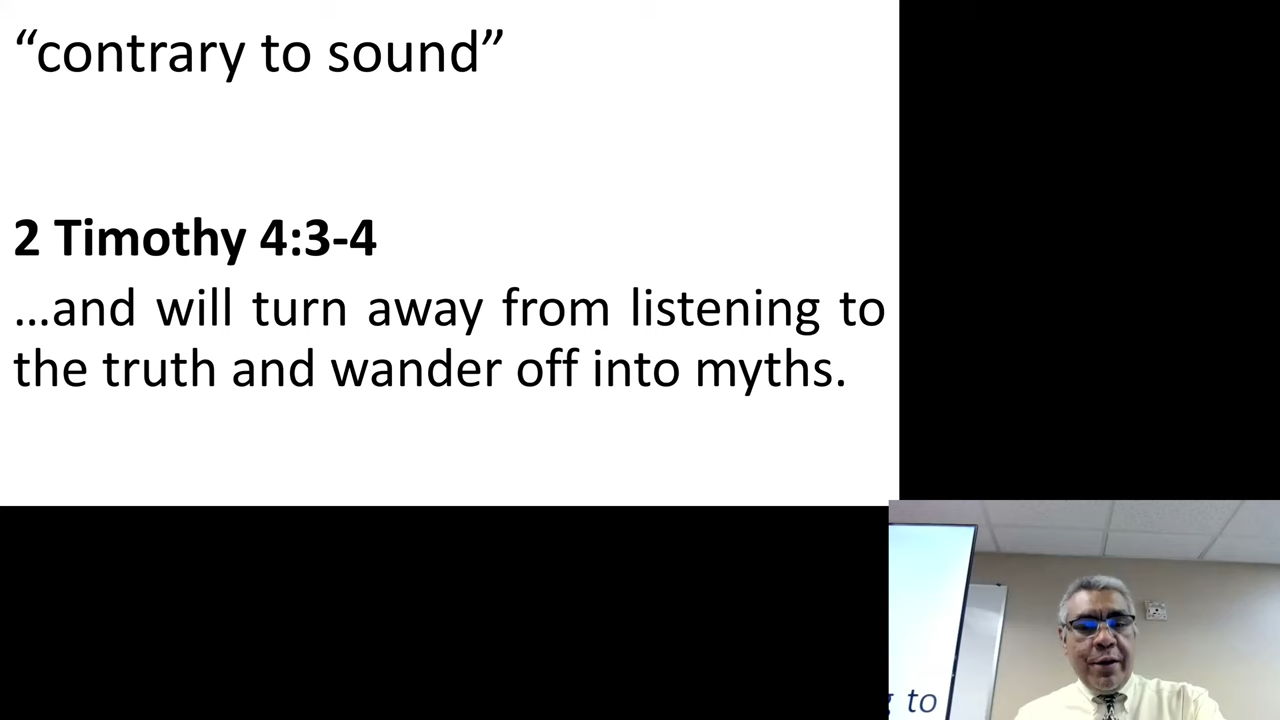 “contrary to sound”
2 Timothy 4:3-4
...and will turn away from listening to
the truth and wander off into myths.
to